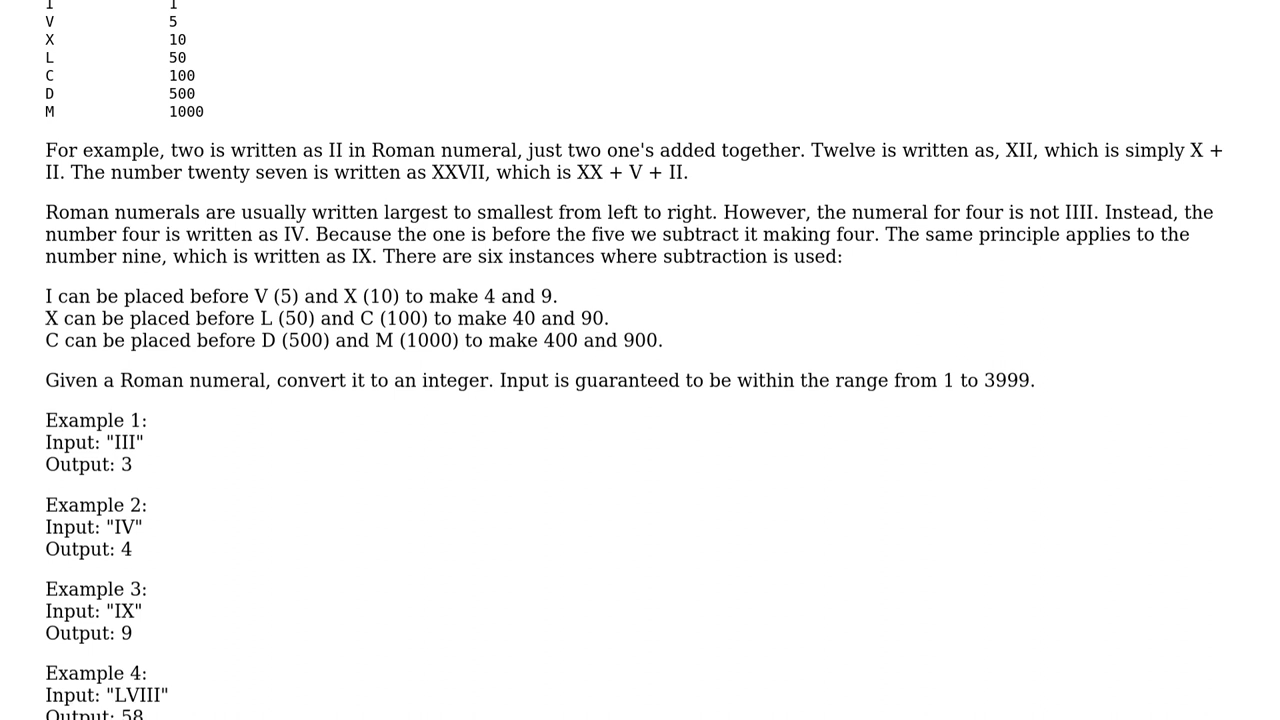 I 1
V 5
X 10
L 50
C 100
D 500
M 1000
For example, two is written as II in Roman numeral, just two one's added together. Twelve is written as, XII, which is simply X +
II. The number twenty seven is written as XXVII, which is XX + V + II.
Roman numerals are usually written largest to smallest from left to right. However, the numeral for four is not IIII. Instead, the
number four is written as IV. Because the one is before the five we subtract it making four. The same principle applies to the
number nine, which is written as IX. There are six instances where subtraction is used:
I can be placed before V (5) and X (10) to make 4 and 9.
X can be placed before L (50) and C (100) to make 40 and 90.
C can be placed before D (500) and M (1000) to make 400 and 900.
Given a Roman numeral, convert it to an integer. Input is guaranteed to be within the range from 1 to 3999.
Example 1:
Input: "III"
Output: 3
Example 2:
Input: "IV"
Output: 4
Example 3:
Input: "IX"
Output: 9
Example 4:
Input: "LVIII"
Output: 58